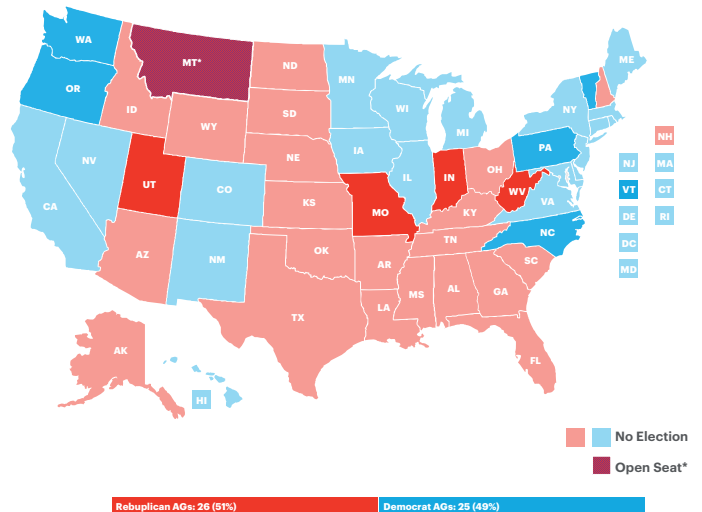 WA
ME
MT*
ND
MN
OR
WI
NY
ID
SD
MI
WY
NH
PA
IA
NE
NJ
MA
NV
OH
IL
IN
UT
CO
VT
CT
WV
VA
CA
KS
MO
KY
DE
RI
NC
TN
DC
OK
AZ
NM
AR
SC
MD
MS
AL
GA
LA
TX
AK
FL
HI
No Election
Open Seat*
Rebuplican AGs: 26 (51%)
Democrat AGs: 25 (49%)